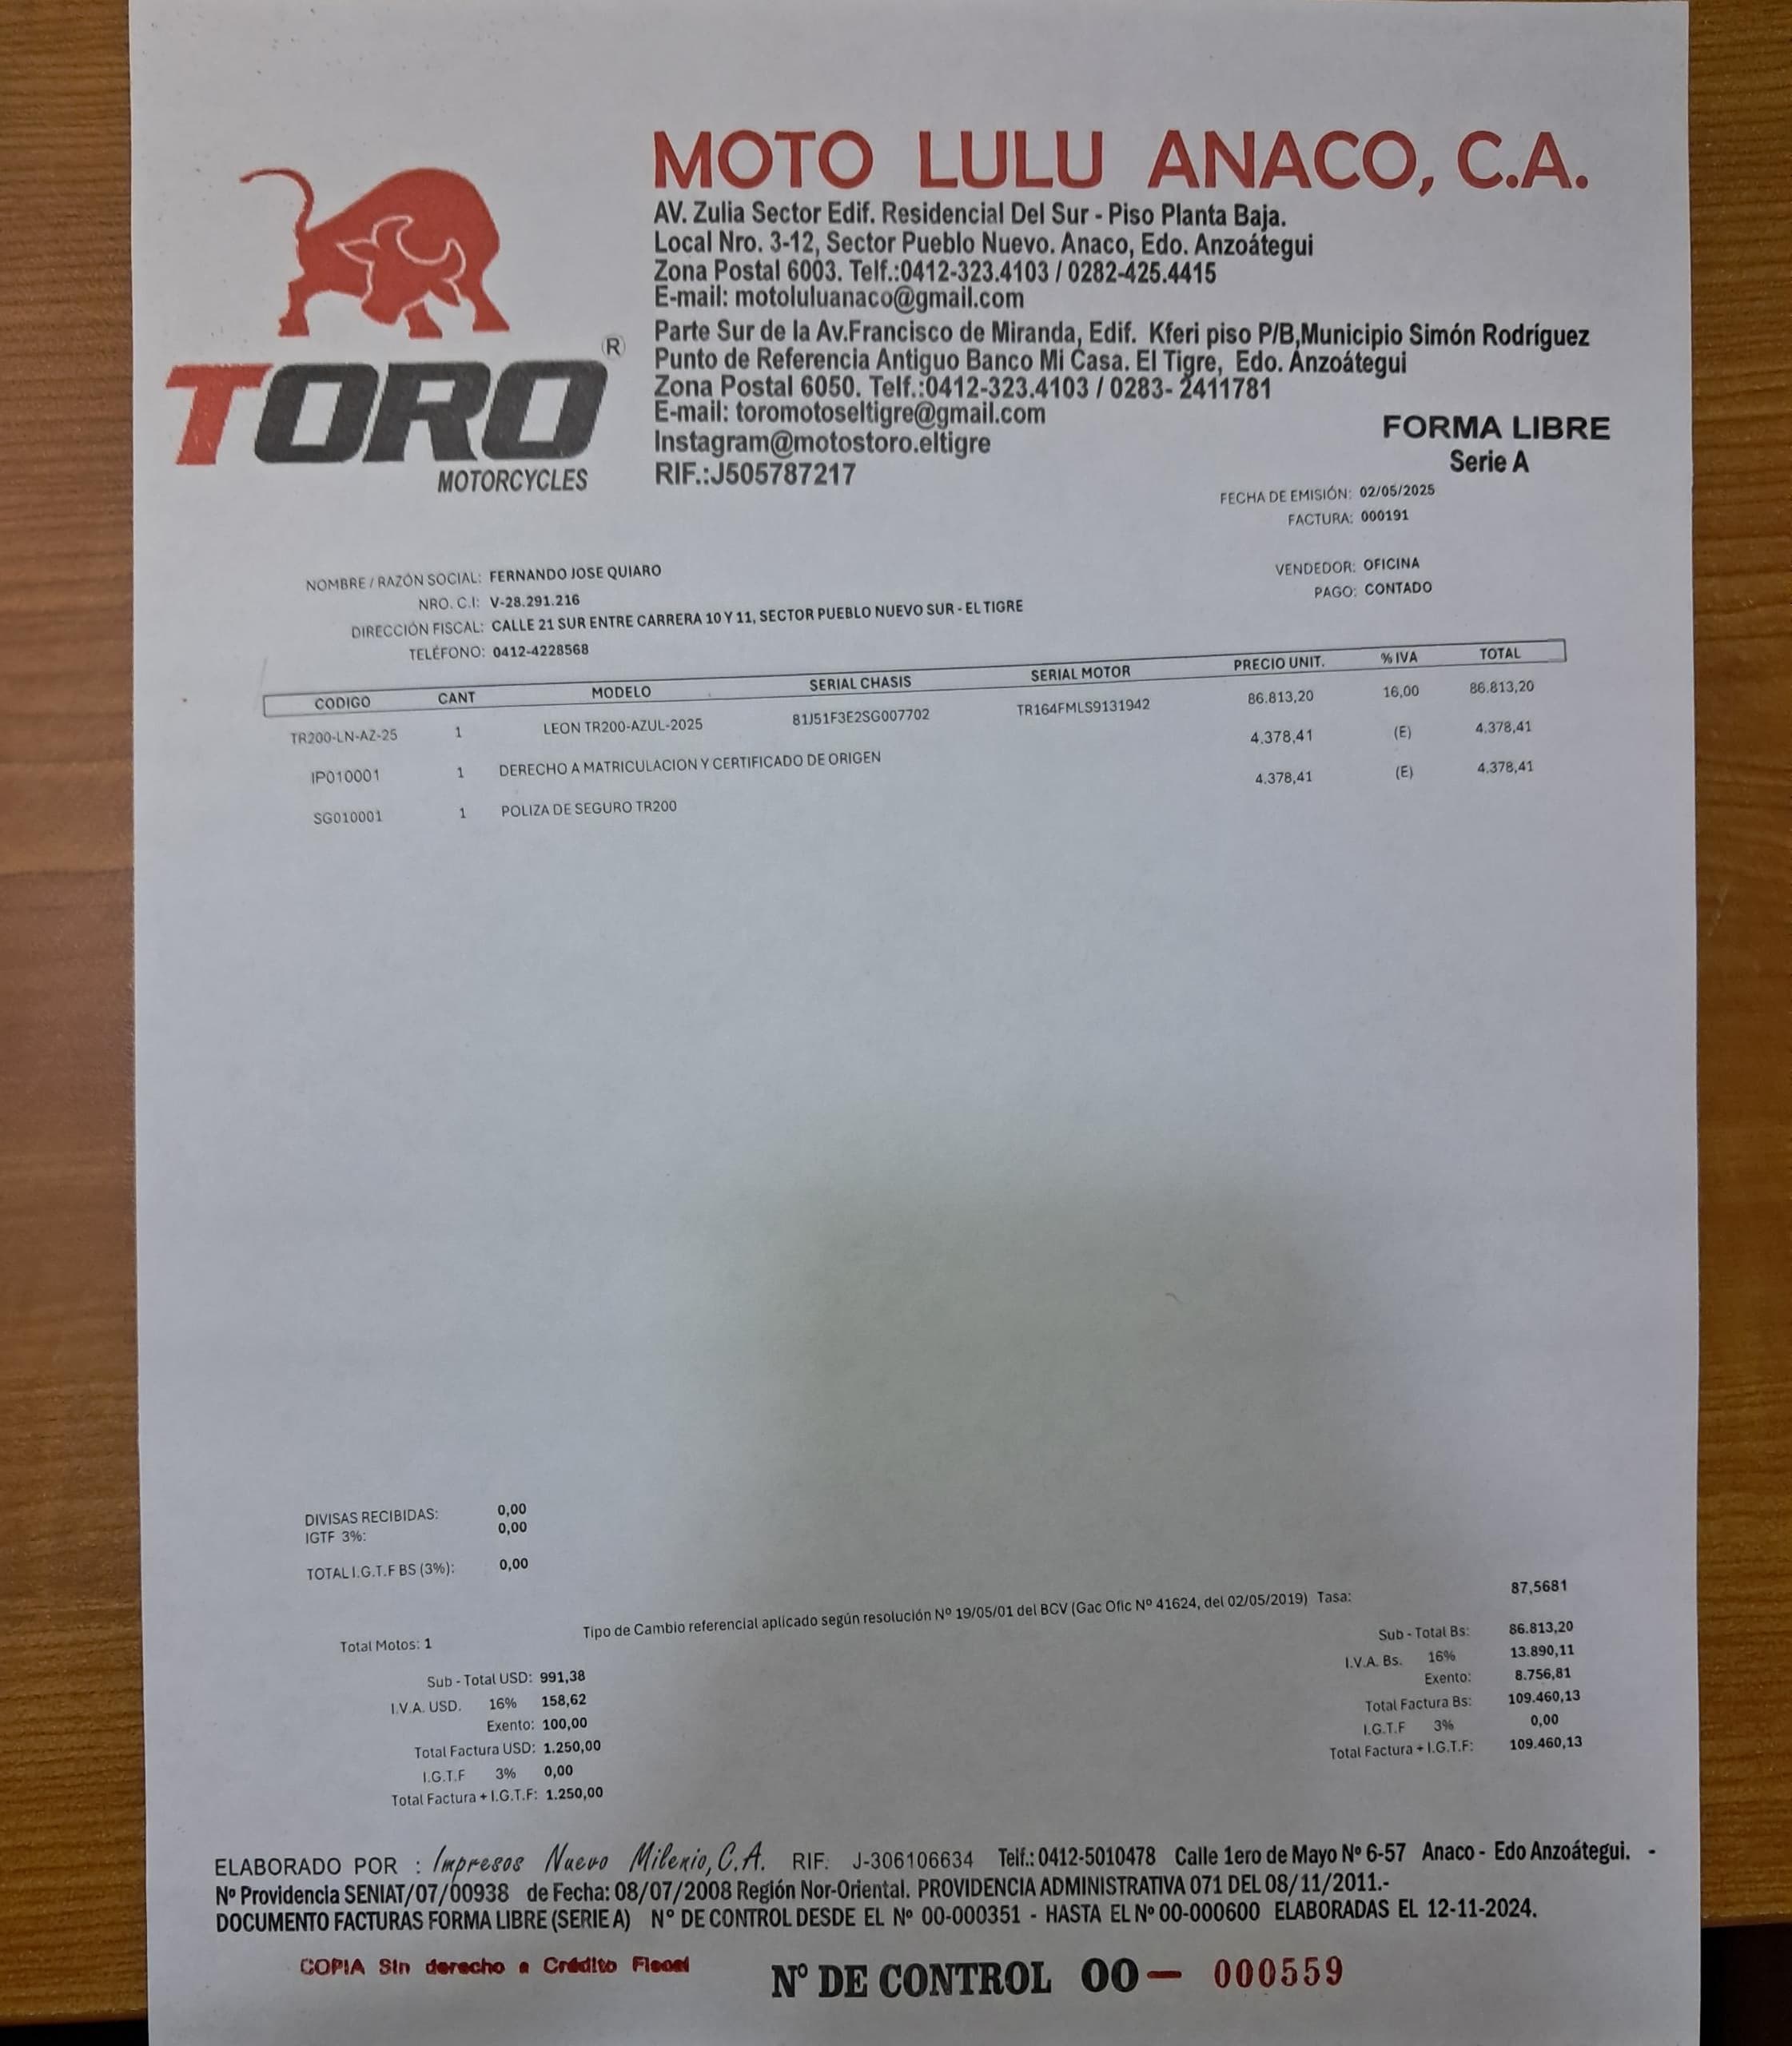 MOTO LULU ANACO, C.A.
AV. Zulia Sector Edif. Residencial Del Sur - Piso Planta Baja.
Local Nro. 3-12, Sector Pueblo Nuevo. Anaco, Edo. Anzoátegui
Zona Postal 6003. Telf.:0412-323.4103 / 0282-425.4415
E-mail: motoluluanaco@gmail.com
Parte Sur de la Av.Francisco de Miranda, Edif. Kferi piso P/B,Municipio Simón Rodríguez
Punto de Referencia Antiguo Banco Mi Casa. El Tigre, Edo. Anzoátegui
Zona Postal 6050. Telf.:0412-323.4103 / 0283- 2411781
E-mail: toromotoseltigre@gmail.com
Instagram@motostoro.eltigre
RIF.:J505787217
TORO ®
MOTORCYCLES
FORMA LIBRE
Serie A
FECHA DE EMISIÓN: 02/05/2025
FACTURA: 000191
NOMBRE / RAZÓN SOCIAL: FERNANDO JOSE QUIARO
NRO. C.I: V-28.291.216
DIRECCIÓN FISCAL: CALLE 21 SUR ENTRE CARRERA 10 Y 11, SECTOR PUEBLO NUEVO SUR - EL TIGRE
TELÉFONO: 0412-4228568
VENDEDOR: OFICINA
PAGO: CONTADO
CODIGO CANT MODELO SERIAL CHASIS SERIAL MOTOR PRECIO UNIT. % IVA TOTAL
TR200-LN-AZ-25 1 LEON TR200-AZUL-2025 81J51F3E2SG007702 TR164FMLS9131942 86.813,20 16,00 86.813,20
IP010001 1 DERECHO A MATRICULACION Y CERTIFICADO DE ORIGEN 4.378,41 (E) 4.378,41
SG010001 1 POLIZA DE SEGURO TR200 4.378,41 (E) 4.378,41
DIVISAS RECIBIDAS: 0,00
IGTF 3%: 0,00
TOTAL I.G.T.F BS (3%): 0,00
Tipo de Cambio referencial aplicado según resolución Nº 19/05/01 del BCV (Gac Ofic Nº 41624, del 02/05/2019) Tasa: 87,5681
Total Motos: 1
Sub - Total USD: 991,38
I.V.A. USD. 16% 158,62
Exento: 100,00
Total Factura USD: 1.250,00
I.G.T.F 3% 0,00
Total Factura + I.G.T.F: 1.250,00
Sub - Total Bs: 86.813,20
I.V.A. Bs. 16% 13.890,11
Exento: 8.756,81
Total Factura Bs: 109.460,13
I.G.T.F 3% 0,00
Total Factura + I.G.T.F: 109.460,13
ELABORADO POR : Impresos Nuevo Milenio, C.A. RIF: J-306106634 Telf.: 0412-5010478 Calle 1ero de Mayo Nº 6-57 Anaco - Edo Anzoátegui. -
Nº Providencia SENIAT/07/00938 de Fecha: 08/07/2008 Región Nor-Oriental. PROVIDENCIA ADMINISTRATIVA 071 DEL 08/11/2011.-
DOCUMENTO FACTURAS FORMA LIBRE (SERIE A) Nº DE CONTROL DESDE EL Nº 00-000351 - HASTA EL Nº 00-000600 ELABORADAS EL 12-11-2024.
COPIA Sin derecho a Crédito Fiscal
Nº DE CONTROL 00- 000559